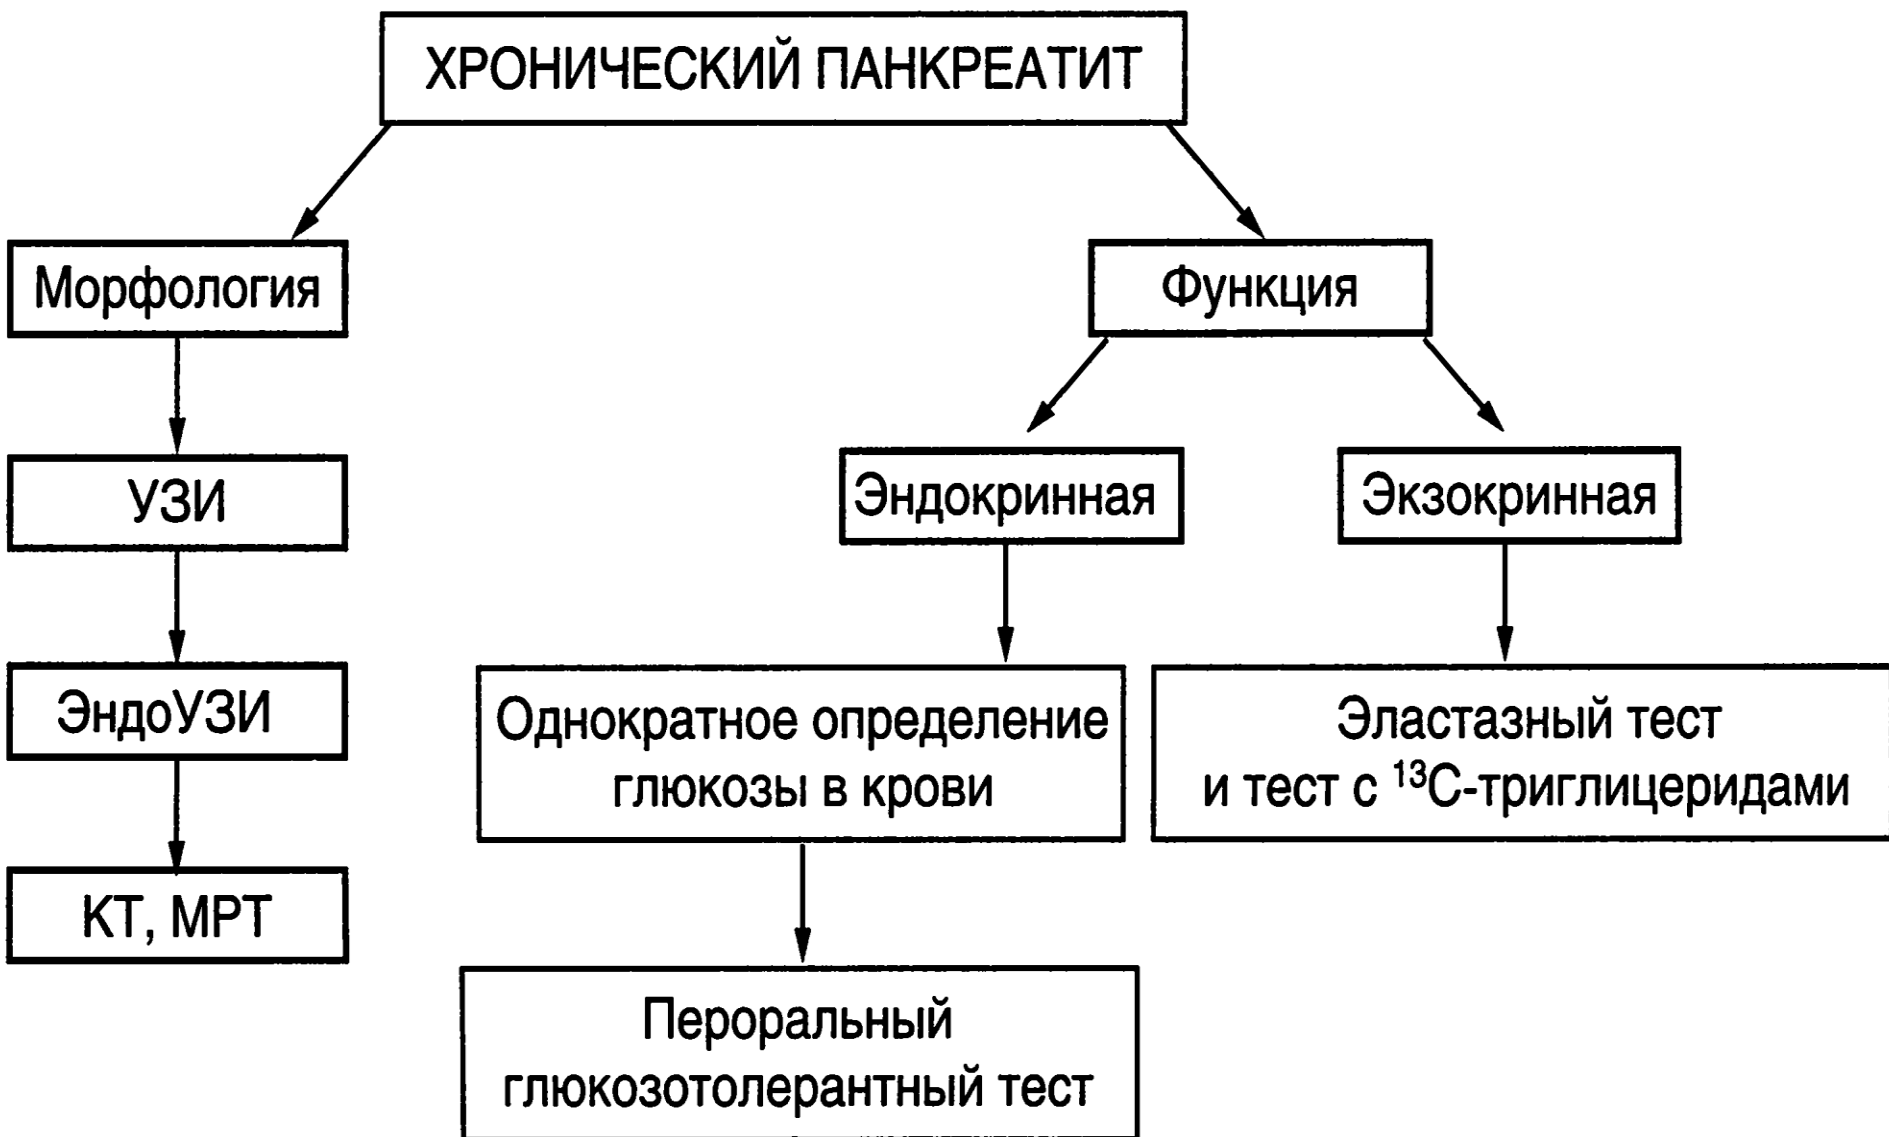 ХРОНИЧЕСКИЙ ПАНКРЕАТИТ
Морфология
Функция
УЗИ
Эндокринная
Экзокринная
ЭндоУЗИ
Однократное определение
глюкозы в крови
Эластазный тест
и тест с ¹³С-триглицеридами
КТ, МРТ
Пероральный
глюкозотолерантный тест